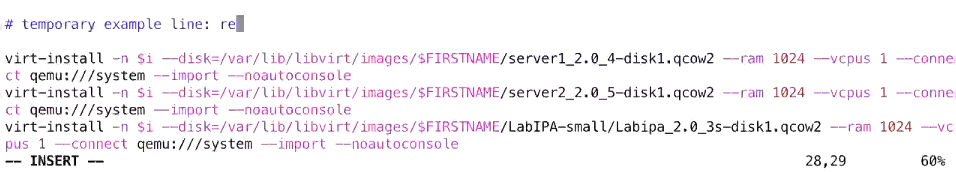 # temporary example line: re
virt-install -n $i --disk=/var/lib/libvirt/images/$FIRSTNAME/server1_2.0_4-disk1.qcow2 --ram 1024 --vcpus 1 --conne
ct qemu:///system --import --noautoconsole
virt-install -n $i --disk=/var/lib/libvirt/images/$FIRSTNAME/server2_2.0_5-disk1.qcow2 --ram 1024 --vcpus 1 --conne
ct qemu:///system --import --noautoconsole
virt-install -n $i --disk=/var/lib/libvirt/images/$FIRSTNAME/LabIPA-small/Labipa_2.0_3s-disk1.qcow2 --ram 1024 --vc
pus 1 --connect qemu:///system --import --noautoconsole
-- INSERT -- 28,29 60%